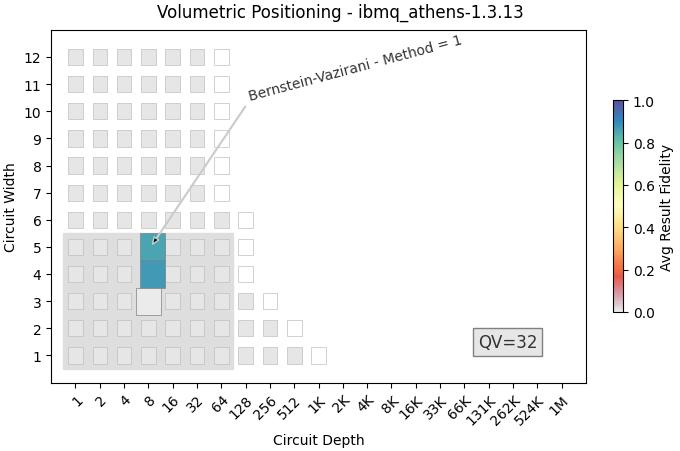 Volumetric Positioning - ibmq_athens-1.3.13
Bernstein-Vazirani - Method = 1
Circuit Width
12
11
10
9
8
7
6
5
4
3
2
1
QV=32
1 2 4 8 16 32 64 128 256 512 1K 2K 4K 8K 16K 33K 66K 131K 262K 524K 1M
Circuit Depth
1.0
0.8
0.6
0.4
0.2
0.0
Avg Result Fidelity